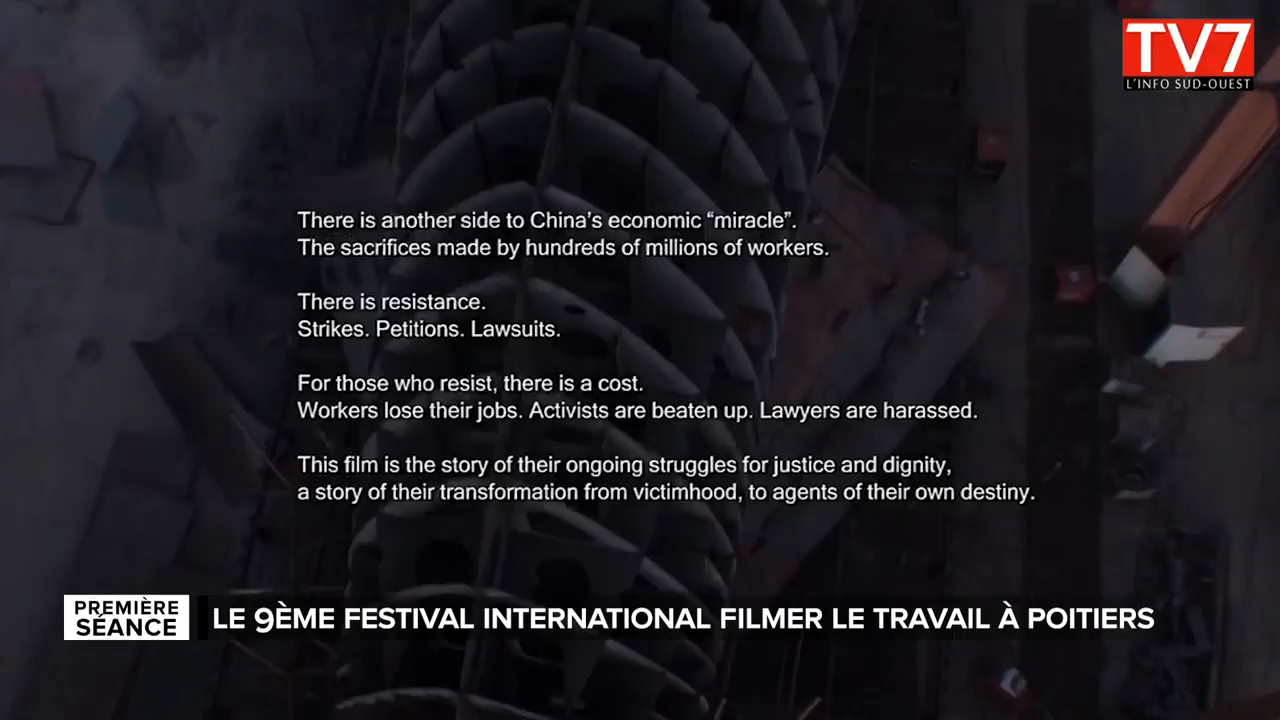 TV7
L'INFO SUD-OUEST
There is another side to China's economic “miracle”.
The sacrifices made by hundreds of millions of workers.
There is resistance.
Strikes. Petitions. Lawsuits.
For those who resist, there is a cost.
Workers lose their jobs. Activists are beaten up. Lawyers are harassed.
This film is the story of their ongoing struggles for justice and dignity,
a story of their transformation from victimhood, to agents of their own destiny.
PREMIÈRE
SÉANCE
LE 9ÈME FESTIVAL INTERNATIONAL FILMER LE TRAVAIL À POITIERS